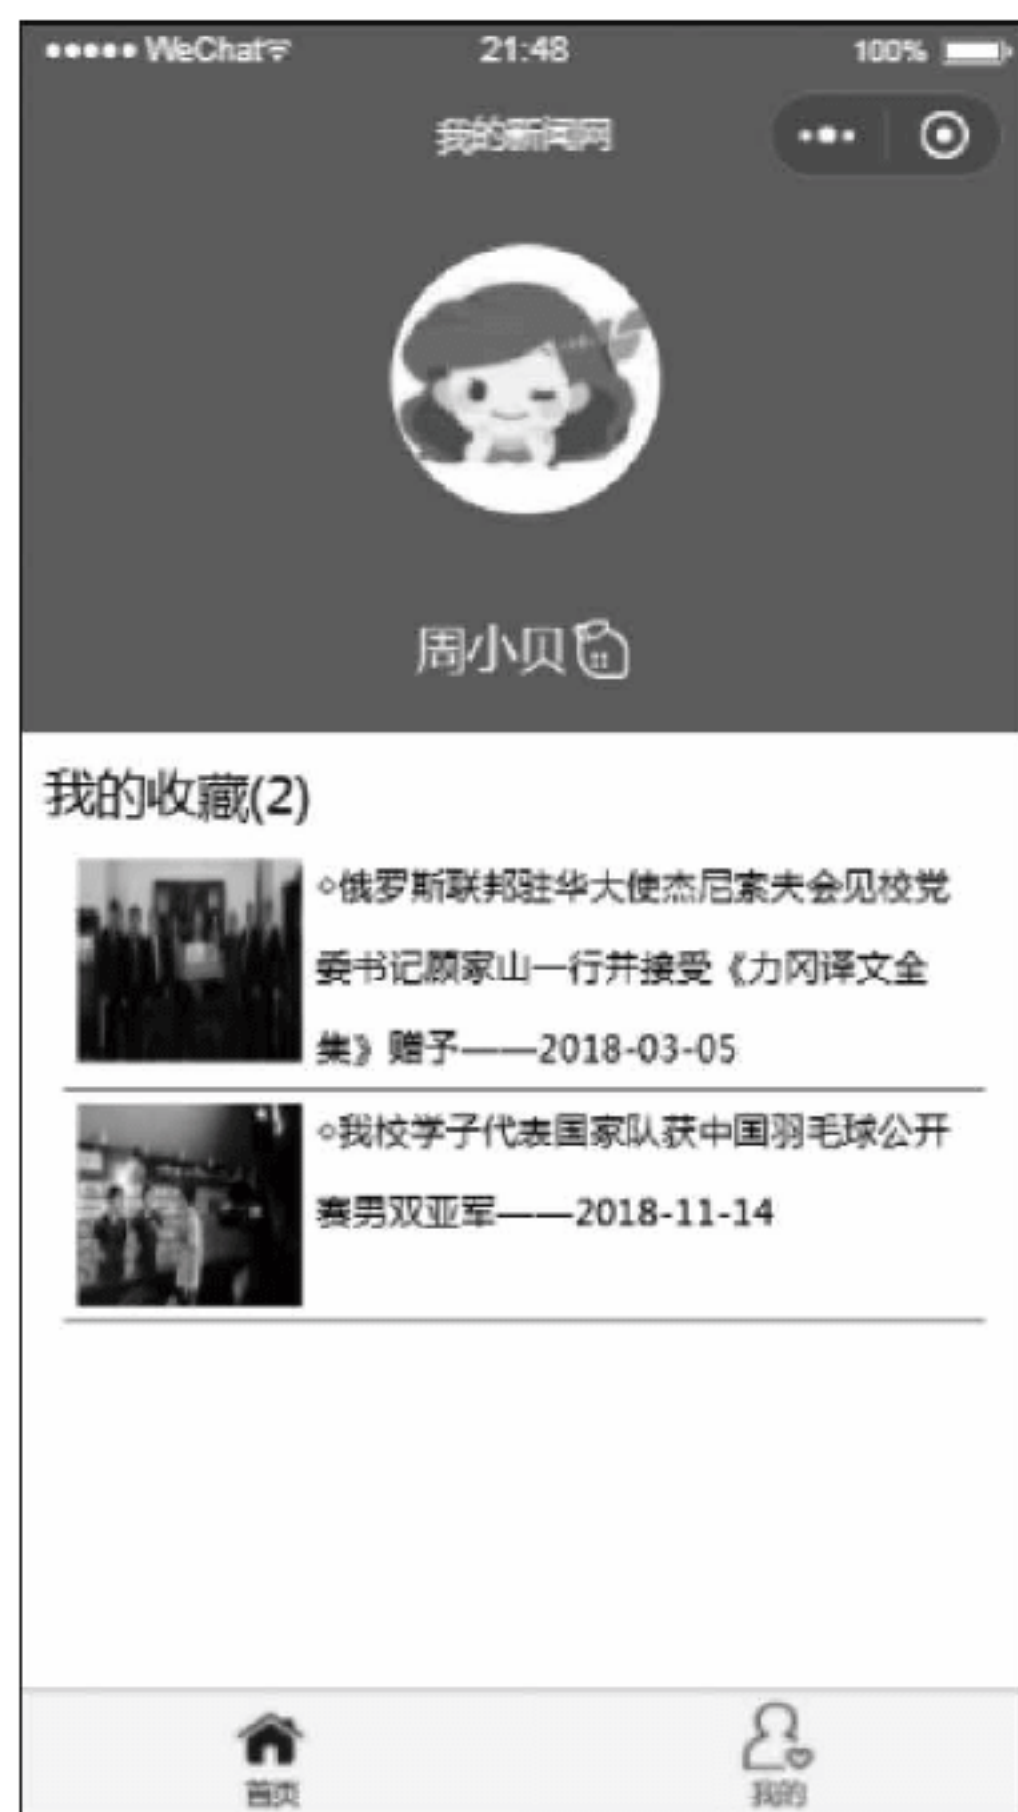 WeChat
21:48
100%
我的新闻网
周小贝
我的收藏(2)
◦俄罗斯联邦驻华大使杰尼索夫会见校党
委书记顾家山一行并接受《力冈译文全
集》赠予——2018-03-05
◦我校学子代表国家队获中国羽毛球公开
赛男双亚军——2018-11-14
首页
我的